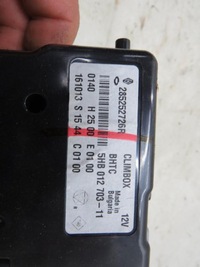 285252726R
CLIMBOX 12V
BHTC Made in
Bulgaria
5HB 012 703-11
0140 H 25 00 E 01 00
161013 S 15 44 C 01 00